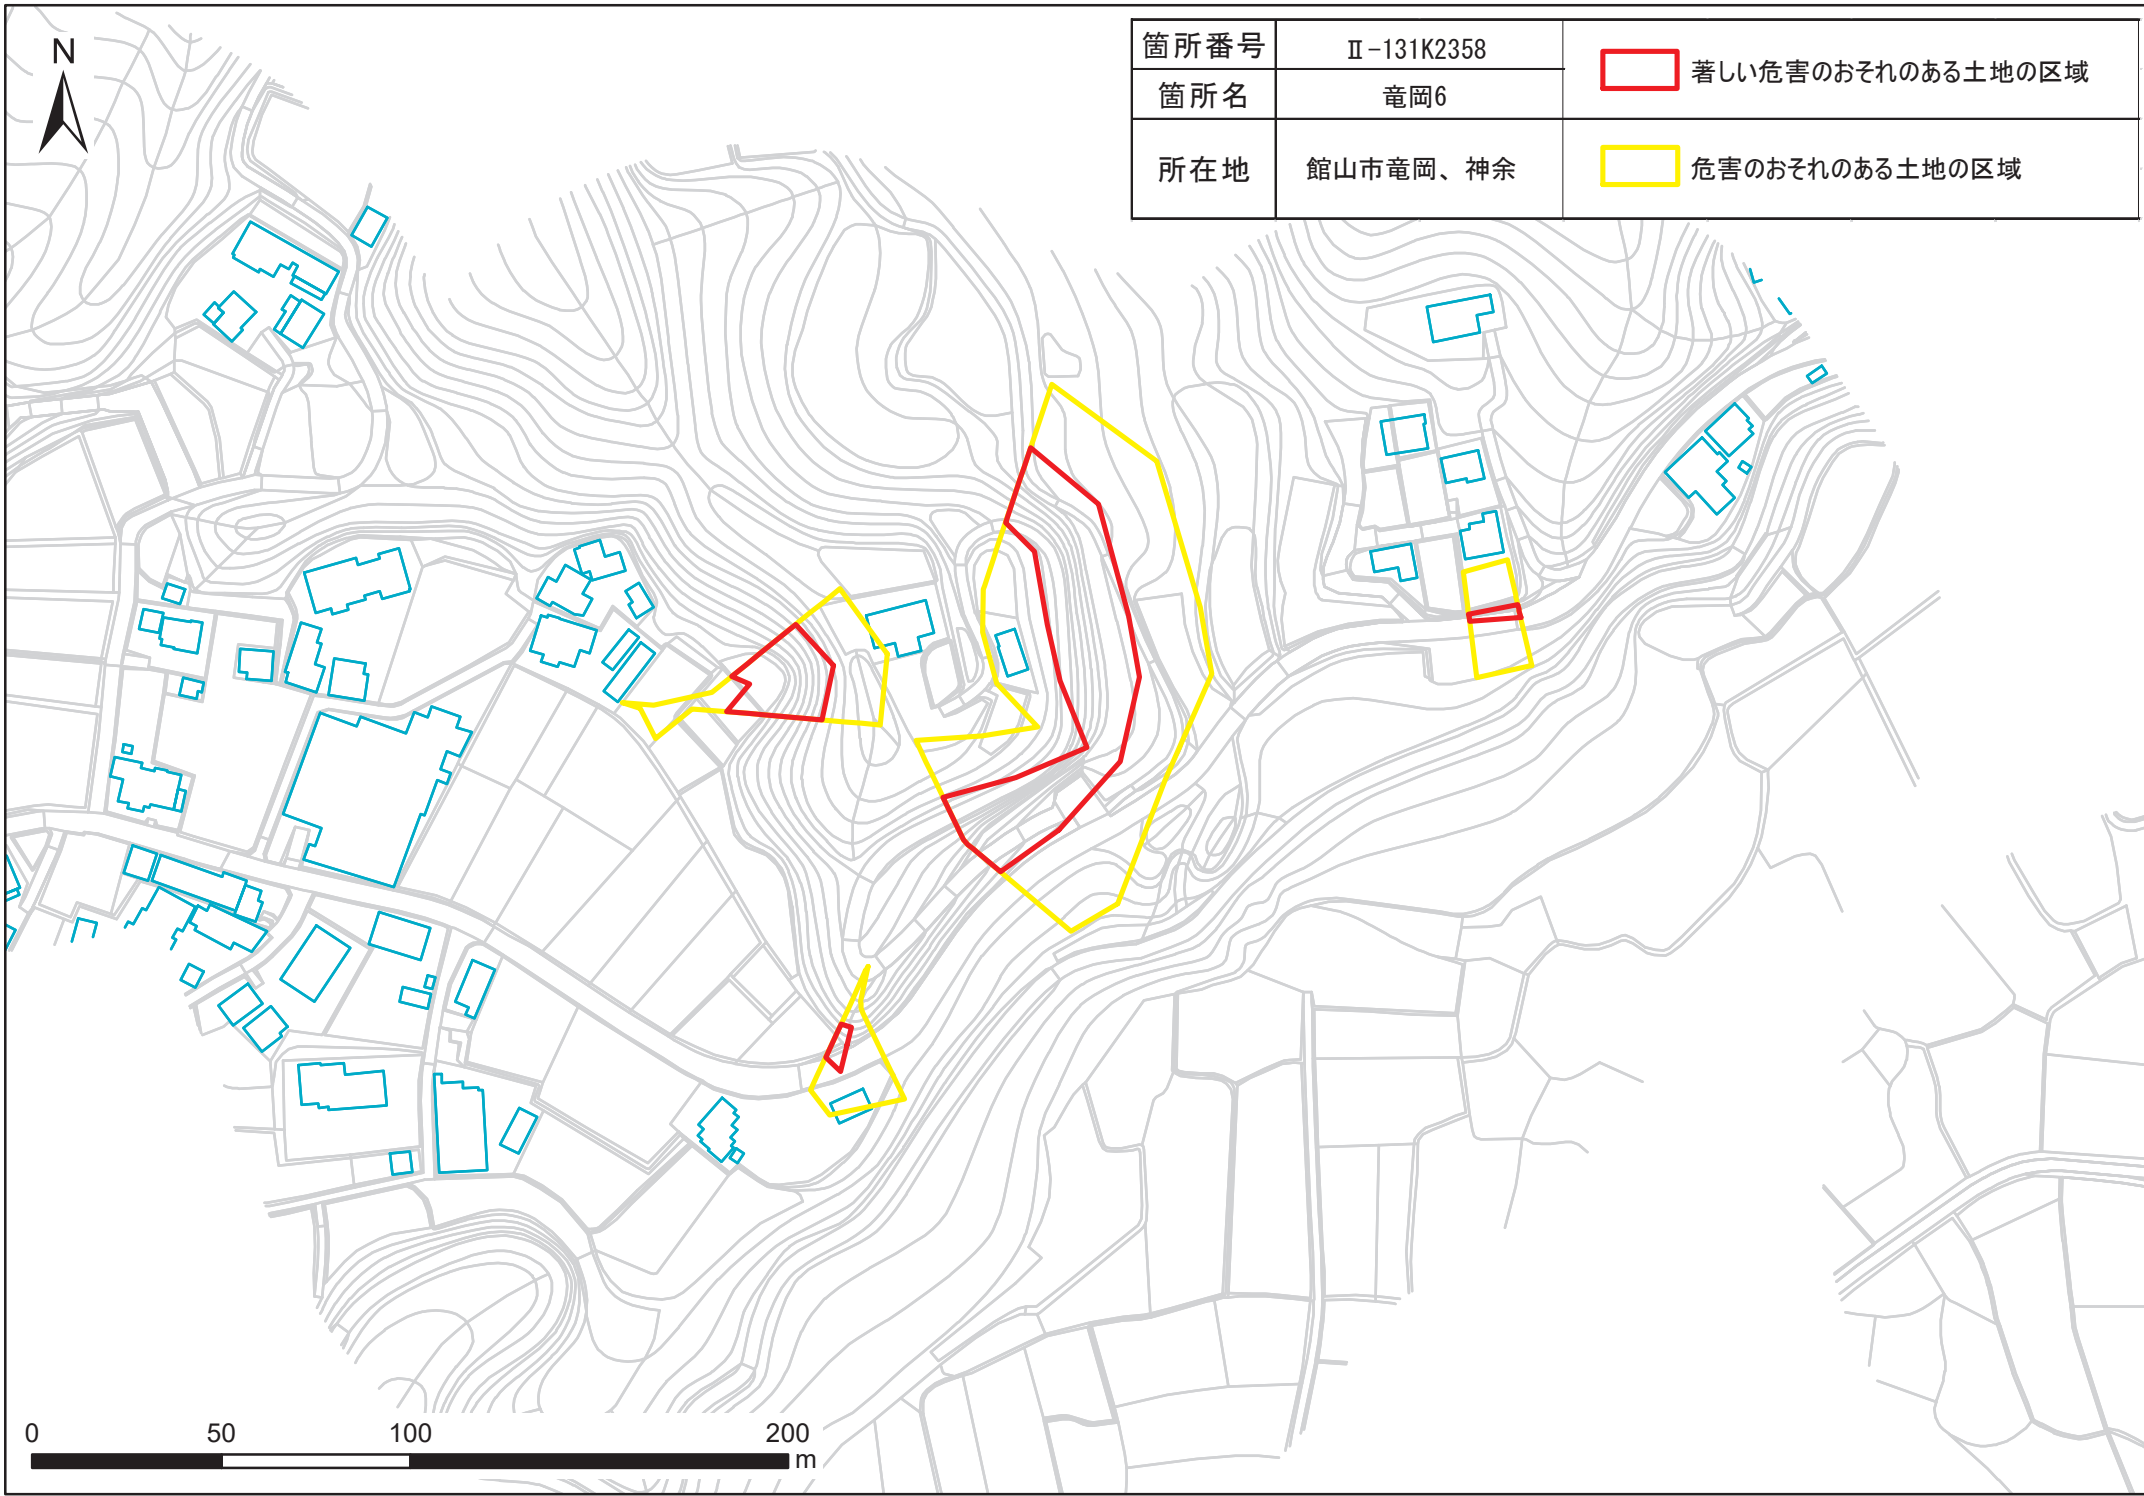 N
箇所番号 Ⅱ-131K2358
箇所名 竜岡6
所在地 館山市竜岡、神余
著しい危害のおそれのある土地の区域
危害のおそれのある土地の区域
0 50 100 200
m